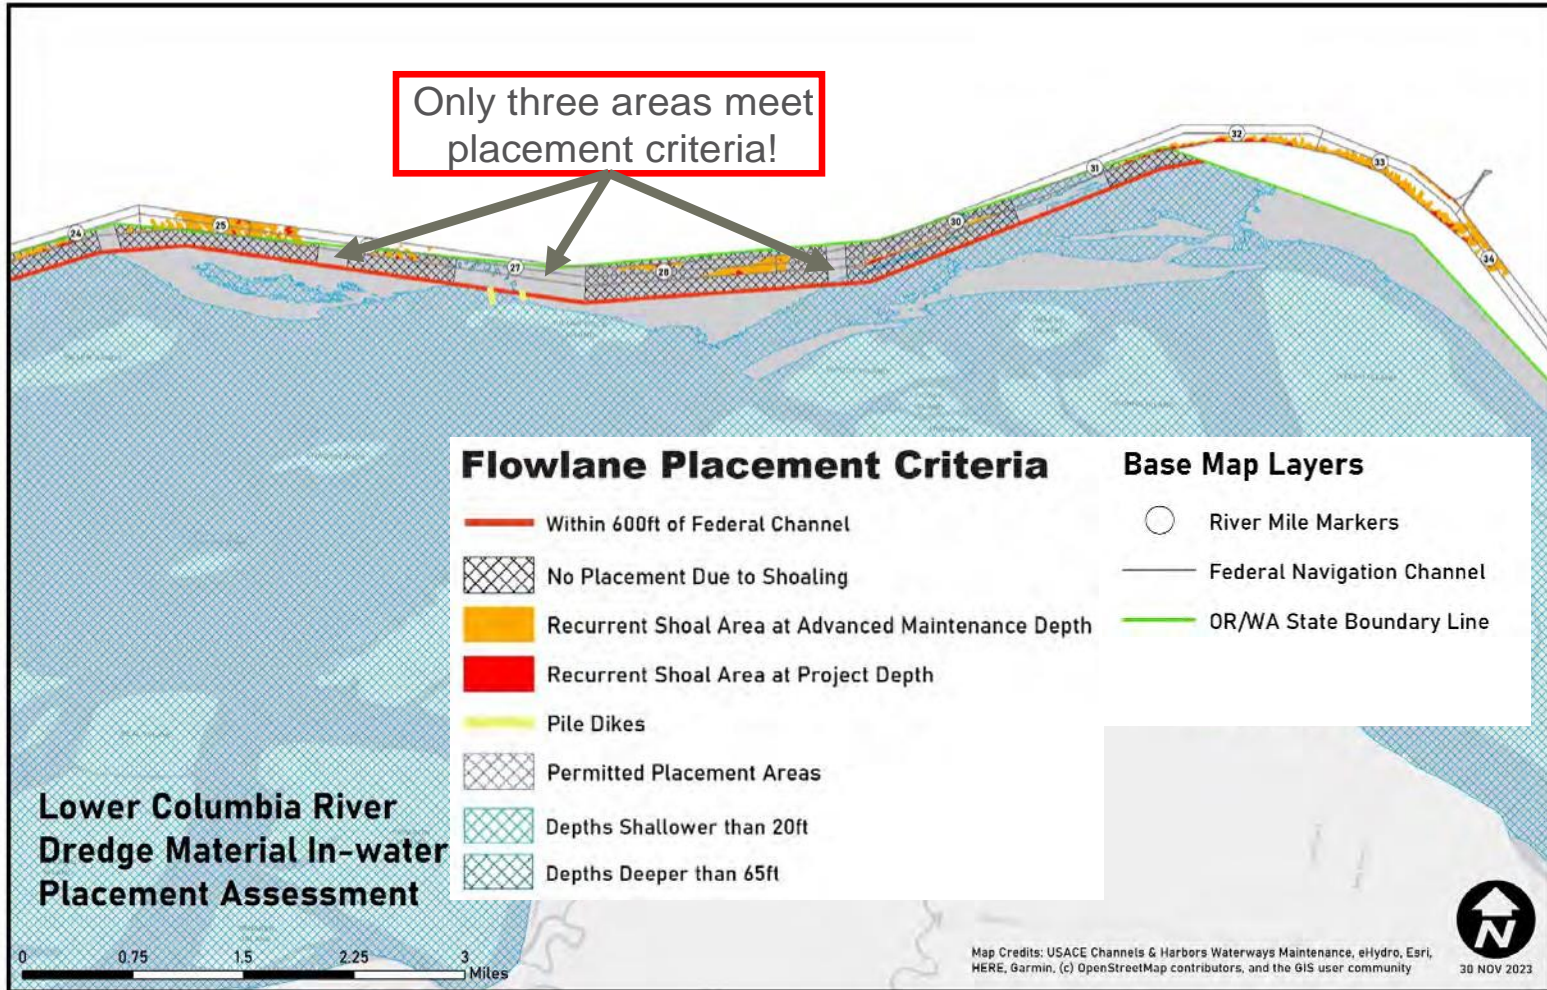 Only three areas meet
placement criteria!
32
33
31
30
24
25
27
28
34
Flowlane Placement Criteria
Within 600ft of Federal Channel
No Placement Due to Shoaling
Recurrent Shoal Area at Advanced Maintenance Depth
Recurrent Shoal Area at Project Depth
Pile Dikes
Permitted Placement Areas
Depths Shallower than 20ft
Depths Deeper than 65ft
Base Map Layers
River Mile Markers
Federal Navigation Channel
OR/WA State Boundary Line
Lower Columbia River
Dredge Material In-water
Placement Assessment
0 0.75 1.5 2.25 3
Miles
Map Credits: USACE Channels & Harbors Waterways Maintenance, eHydro, Esri,
HERE, Garmin, (c) OpenStreetMap contributors, and the GIS user community
N
30 NOV 2023